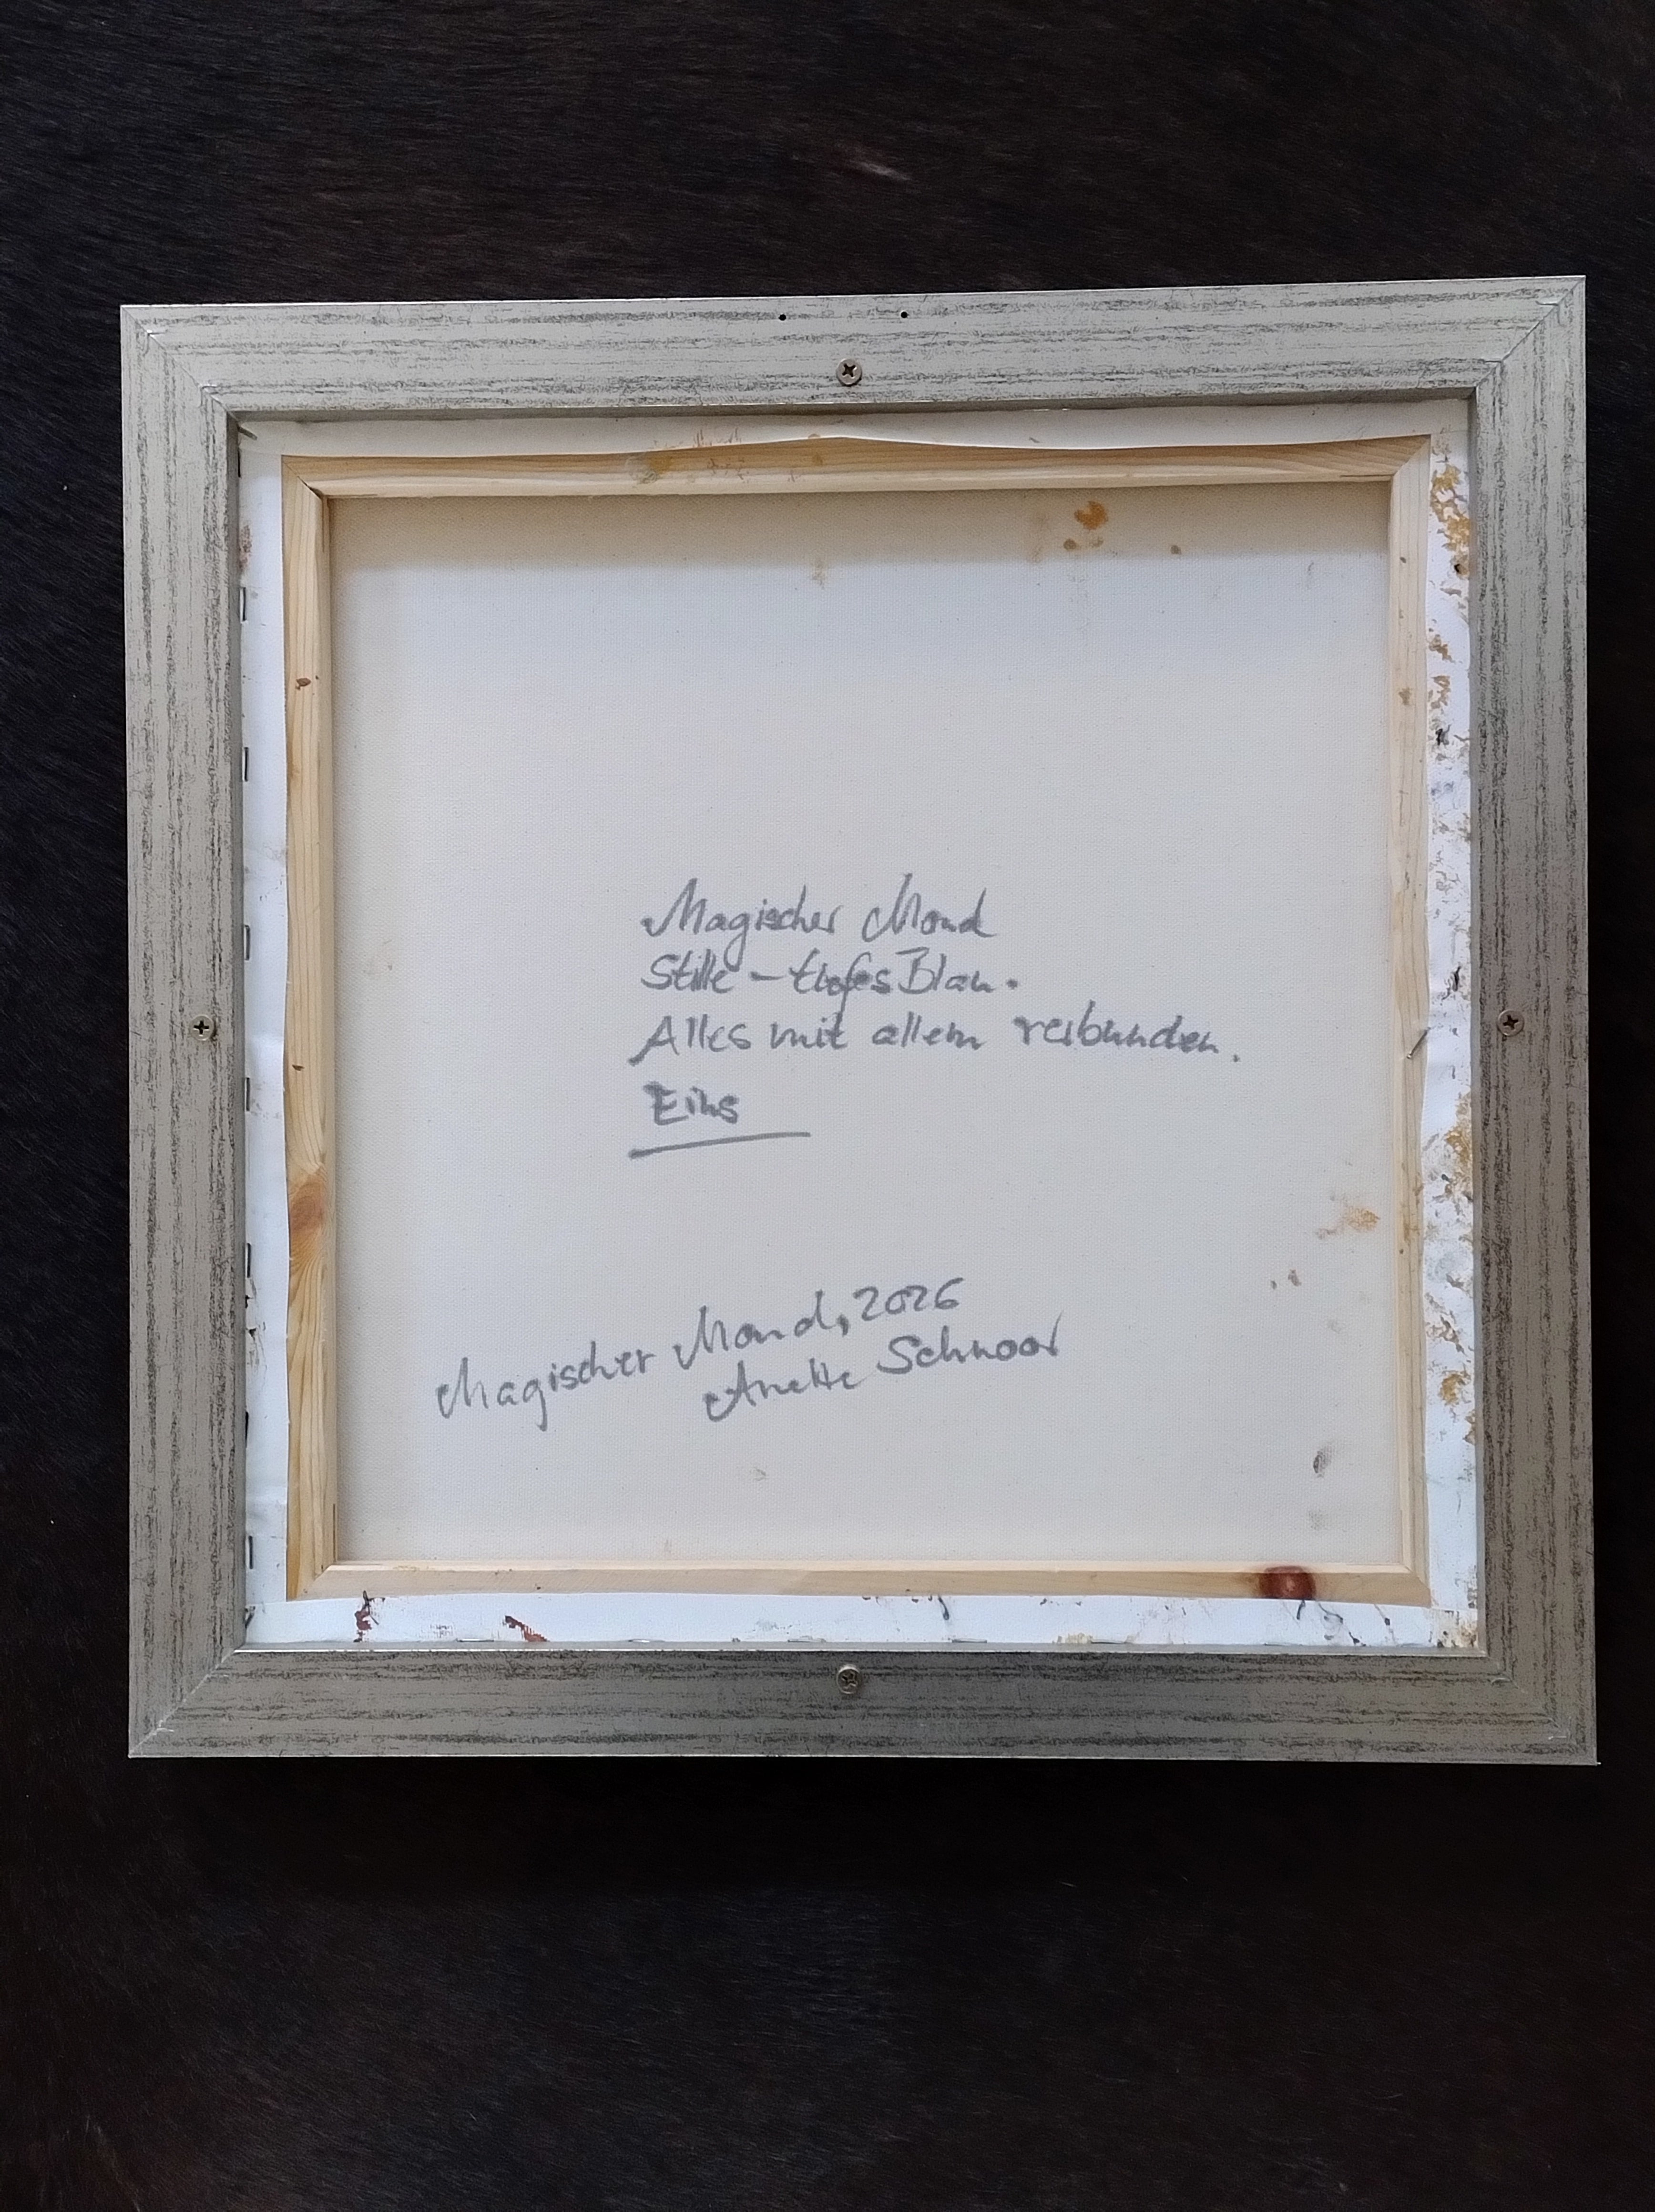 Magischer Mond
Stille – tiefes Blau.
Alles mit allem verbunden.
Eins
Magischer Mond, 2026
Anette Schnoor